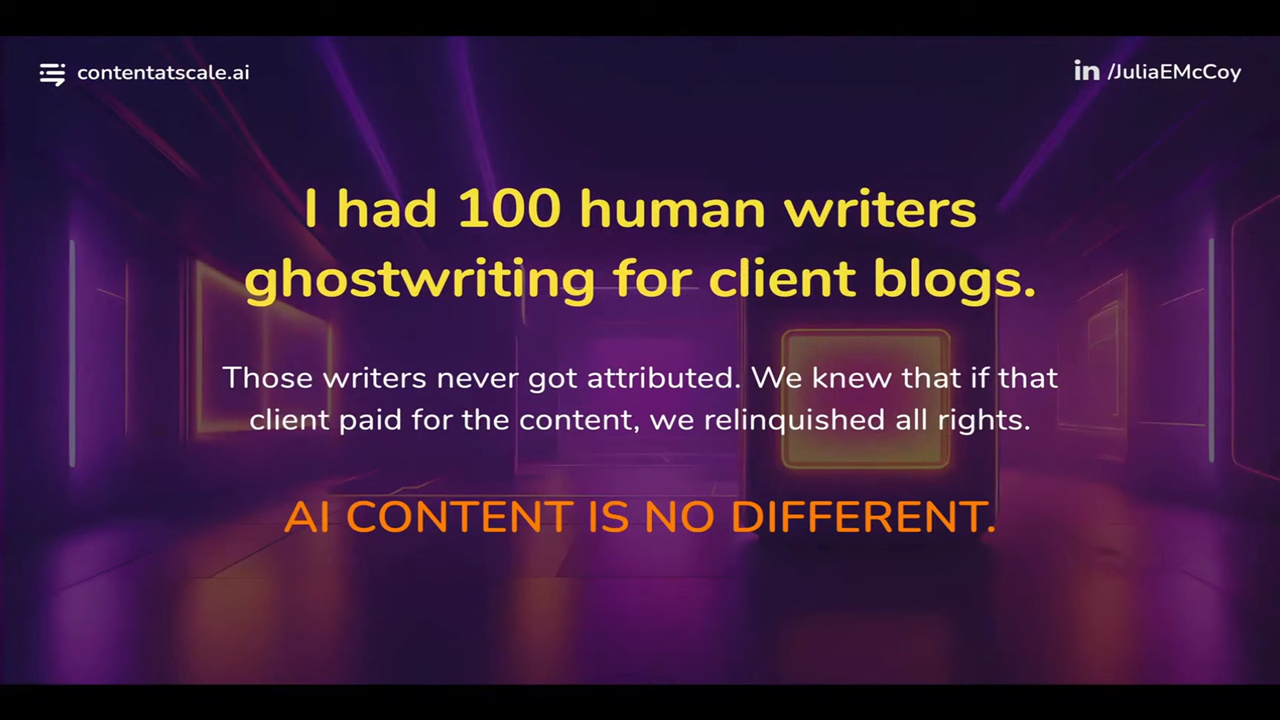 contentatscale.ai
in /JuliaEMcCoy
I had 100 human writers
ghostwriting for client blogs.
Those writers never got attributed. We knew that if that
client paid for the content, we relinquished all rights.
AI CONTENT IS NO DIFFERENT.